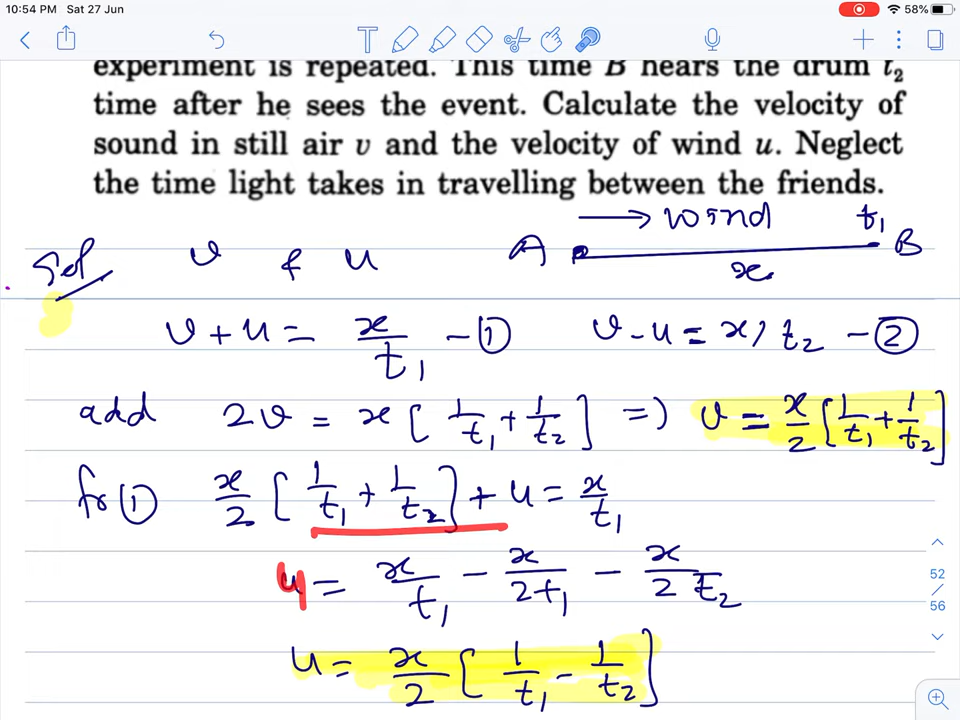 10:54 PM Sat 27 Jun 58%
experiment is repeated. This time B hears the drum t₂
time after he sees the event. Calculate the velocity of
sound in still air v and the velocity of wind u. Neglect
the time light takes in travelling between the friends.
Sol v & u A → wind t₁ B
x
v + u = x/t₁ - ① v - u = x/t₂ - ②
add 2v = x [1/t₁ + 1/t₂] => v = x/2 [1/t₁ + 1/t₂]
fr ① x/2 [1/t₁ + 1/t₂] + u = x/t₁
u = x/t₁ - x/2t₁ - x/2t₂
u = x/2 [1/t₁ - 1/t₂]
52
/
56